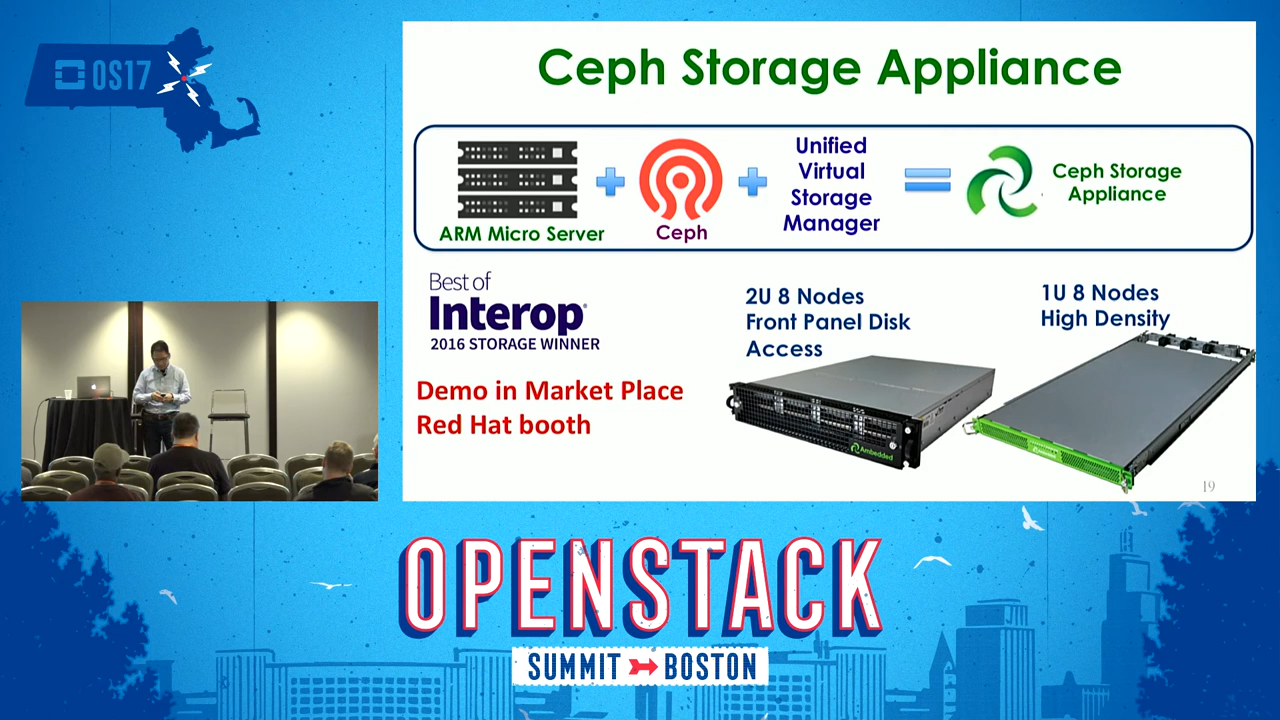 OS17
Ceph Storage Appliance
ARM Micro Server
Ceph
Unified
Virtual
Storage
Manager
Ceph Storage
Appliance
Best of
Interop
2016 STORAGE WINNER
Demo in Market Place
Red Hat booth
2U 8 Nodes
Front Panel Disk
Access
Ambedded
1U 8 Nodes
High Density
19
OPENSTACK
SUMMIT BOSTON